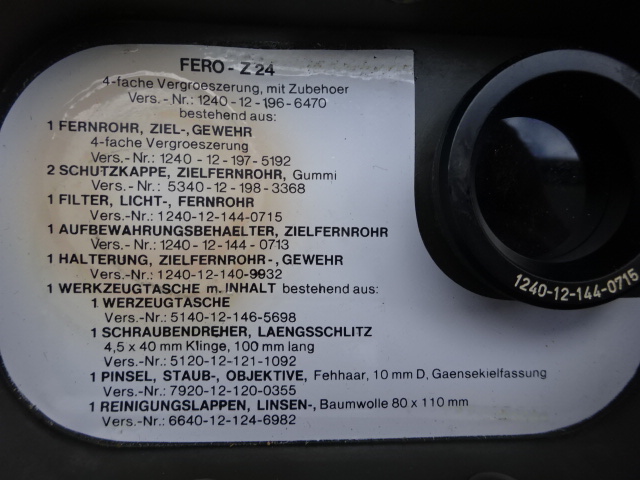 FERO - Z 24
4-fache Vergroeszerung, mit Zubehoer
Vers. - Nr.: 1240 - 12 - 196 - 6470
bestehend aus:
1 FERNROHR, ZIEL-, GEWEHR
4-fache Vergroeszerung
Vers.- Nr.: 1240 - 12 - 197- 5192
2 SCHUTZKAPPE, ZIELFERNROHR, Gummi
Vers.- Nr.: 5340 - 12 - 198 - 3368
1 FILTER, LICHT-, FERNROHR
Vers.-Nr.: 1240-12-144-0715
1 AUFBEWAHRUNGSBEHAELTER, ZIELFERNROHR
Vers.-Nr.: 1240 - 12 - 144 - 0713
1 HALTERUNG, ZIELFERNROHR-, GEWEHR
Vers.-Nr.: 1240-12-140-9932
1 WERKZEUGTASCHE m. INHALT bestehend aus:
1 WERZEUGTASCHE
Vers.-Nr.: 5140-12-146-5698
1 SCHRAUBENDREHER, LAENGSSCHLITZ
4,5 x 40 mm Klinge, 100 mm lang
Vers.-Nr.: 5120-12-121-1092
1 PINSEL, STAUB-, OBJEKTIVE, Fehhaar, 10 mm D, Gaensekielfassung
Vers.-Nr.: 7920-12-120-0355
1 REINIGUNGSLAPPEN, LINSEN-, Baumwolle 80 x 110 mm
Vers.-Nr.: 6640-12-124-6982
1240-12-144-0715